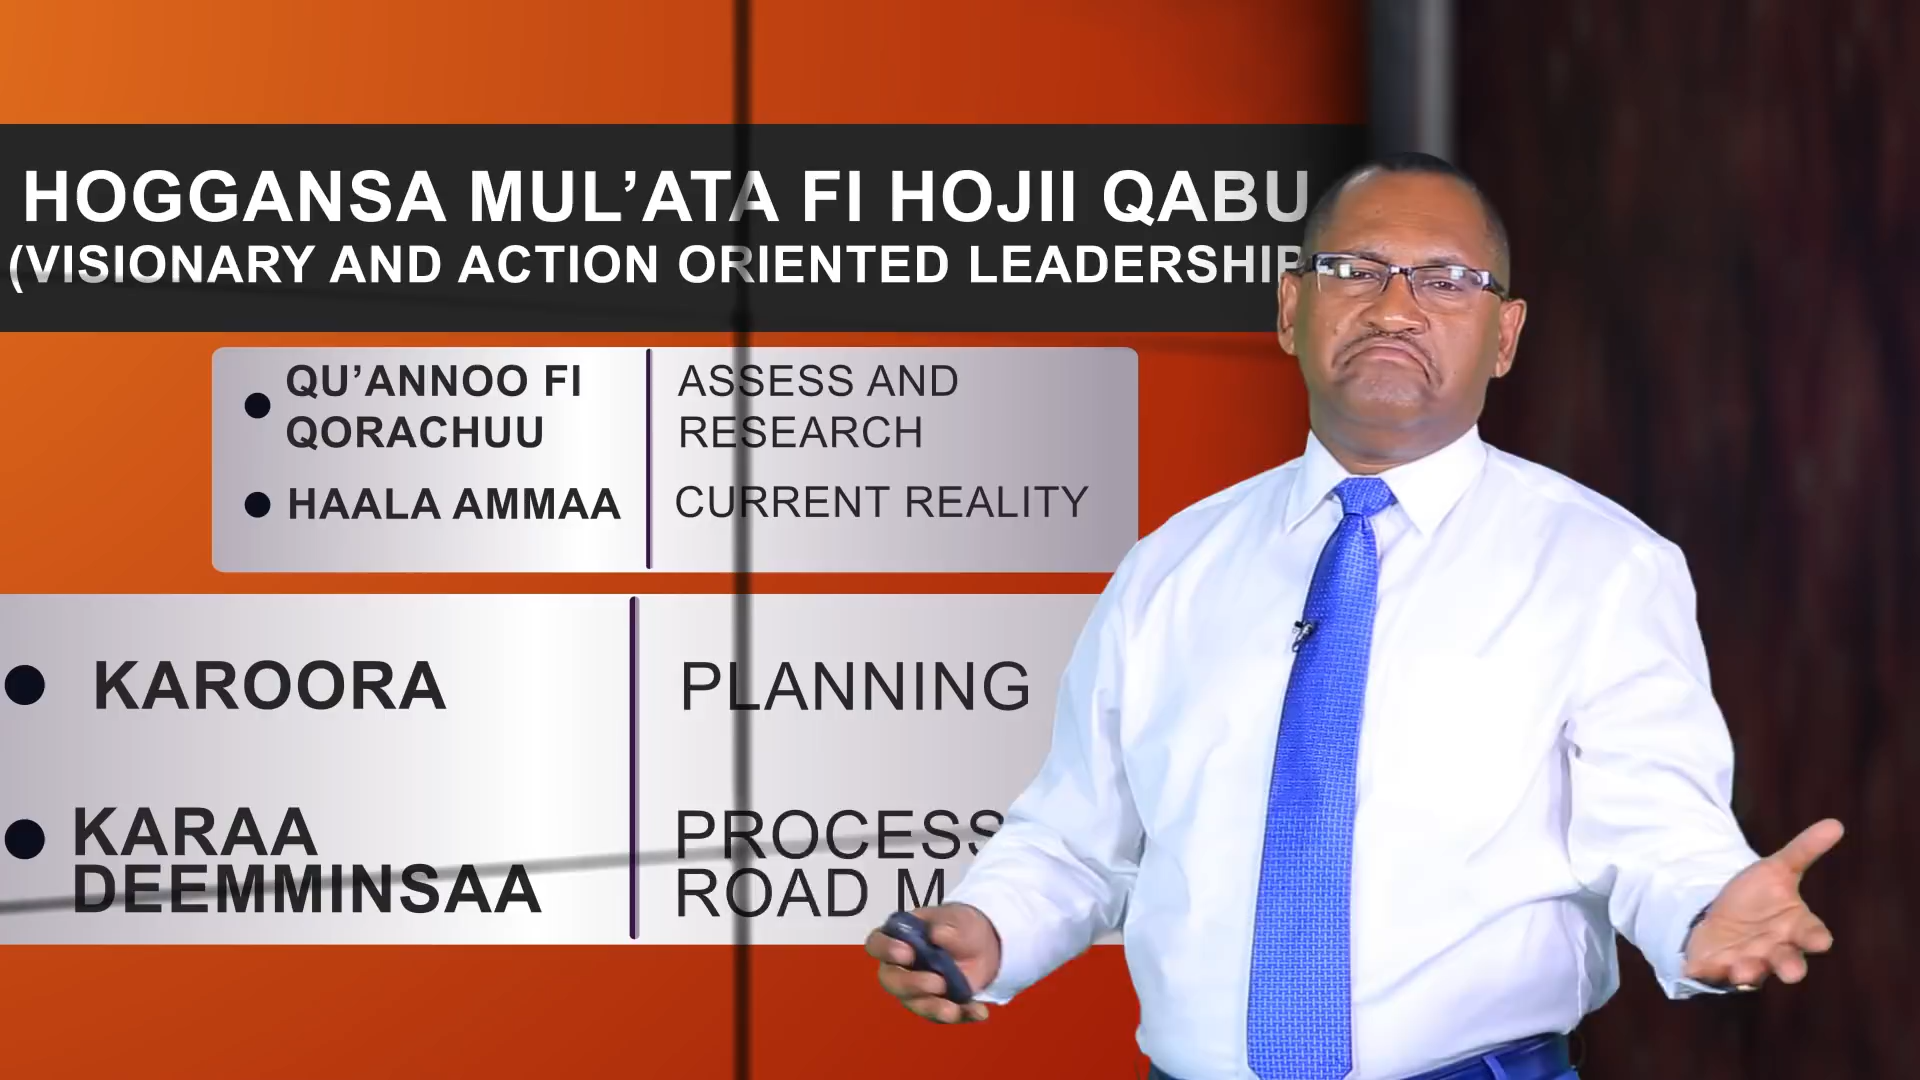 HOGGANSA MUL’ATA FI HOJII QABU
(VISIONARY AND ACTION ORIENTED LEADERSHIP
QU’ANNOO FI
QORACHUU
ASSESS AND
RESEARCH
HAALA AMMAA
CURRENT REALITY
KAROORA
PLANNING
KARAA
DEEMMINSAA
PROCESS
ROAD M